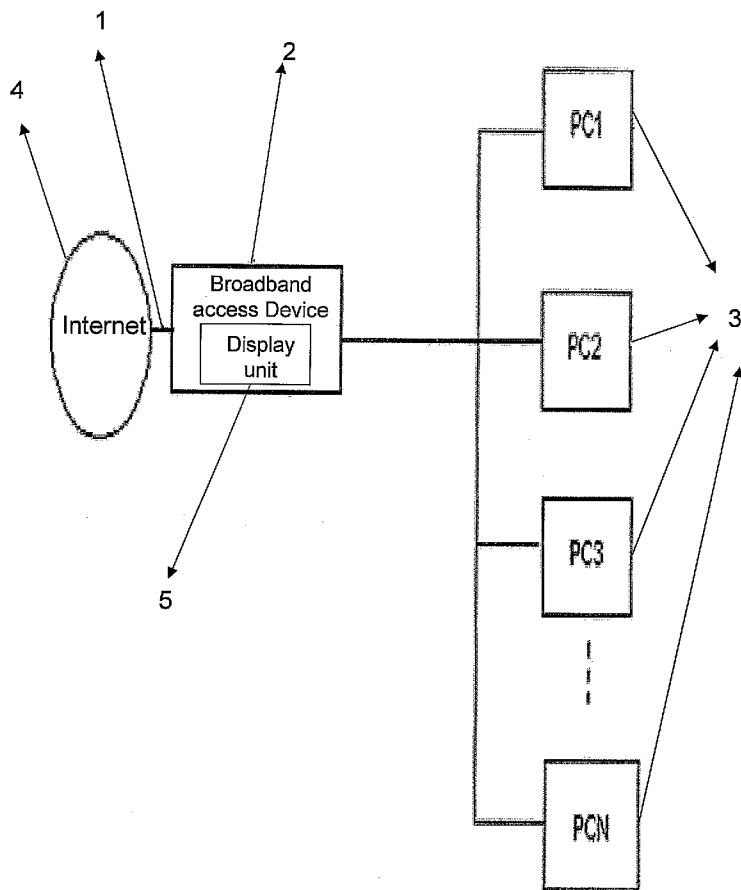 1
2
4
PC1
Broadband
access Device
Internet
Display
unit
PC2
3
PC3
5
PCN